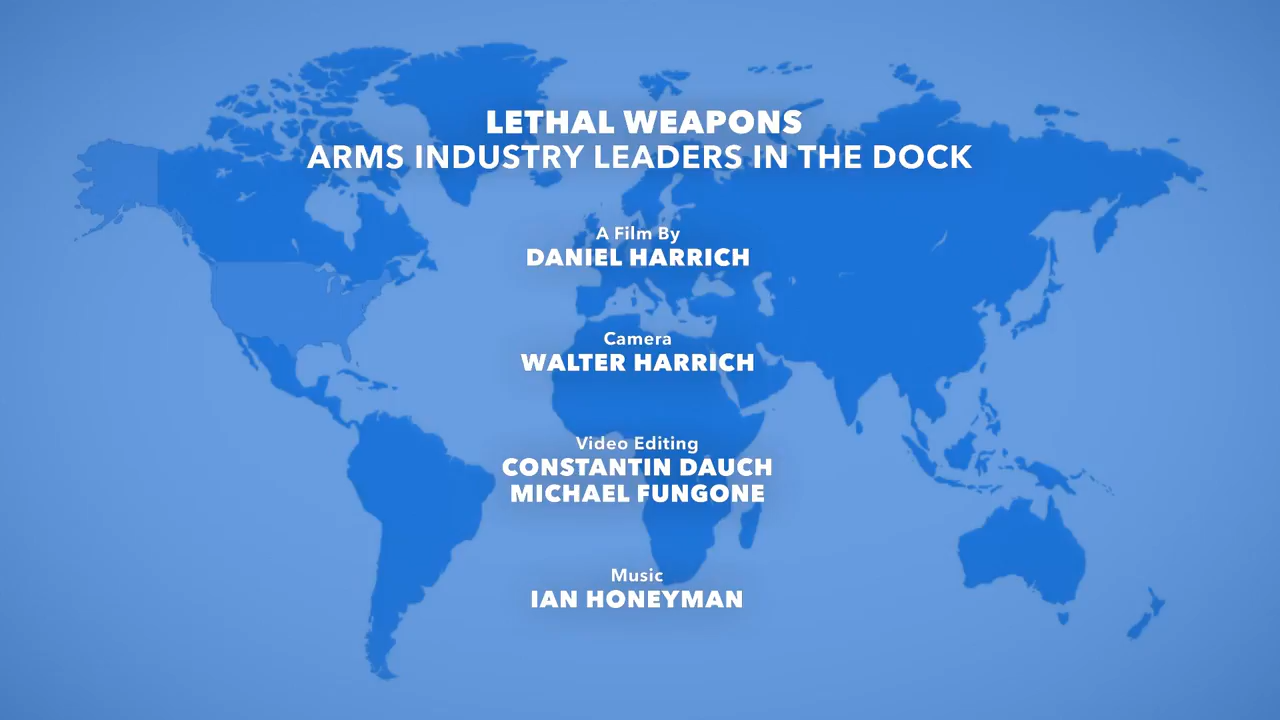 LETHAL WEAPONS
ARMS INDUSTRY LEADERS IN THE DOCK
A Film By
DANIEL HARRICH
Camera
WALTER HARRICH
Video Editing
CONSTANTIN DAUCH
MICHAEL FUNGONE
Music
IAN HONEYMAN